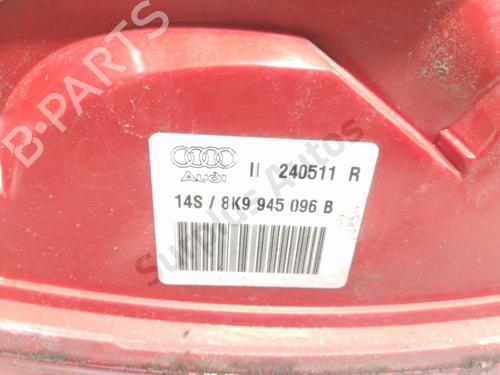 B-PARTS
Audi
II 240511 R
14S / 8K9 945 096 B
Surplus Autos